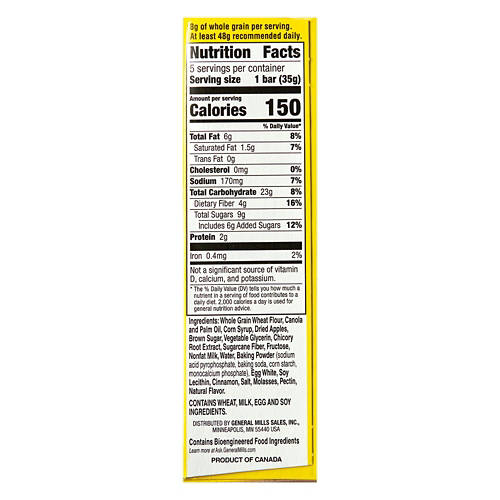 8g of whole grain per serving.
At least 48g recommended daily.
Nutrition Facts
5 servings per container
Serving size 1 bar (35g)
Amount per serving
Calories 150
% Daily Value*
Total Fat 6g 8%
Saturated Fat 1.5g 7%
Trans Fat 0g
Cholesterol 0mg 0%
Sodium 170mg 7%
Total Carbohydrate 23g 8%
Dietary Fiber 4g 16%
Total Sugars 9g
Includes 6g Added Sugars 12%
Protein 2g
Iron 0.4mg 2%
Not a significant source of vitamin
D, calcium, and potassium.
* The % Daily Value (DV) tells you how much a
nutrient in a serving of food contributes to a
daily diet. 2,000 calories a day is used for
general nutrition advice.
Ingredients: Whole Grain Wheat Flour, Canola
and Palm Oil, Corn Syrup, Dried Apples,
Brown Sugar, Vegetable Glycerin, Chicory
Root Extract, Sugarcane Fiber, Fructose,
Nonfat Milk, Water, Baking Powder (sodium
acid pyrophosphate, baking soda, corn starch,
monocalcium phosphate), Egg White, Soy
Lecithin, Cinnamon, Salt, Molasses, Pectin,
Natural Flavor.
CONTAINS WHEAT, MILK, EGG AND SOY
INGREDIENTS.
DISTRIBUTED BY GENERAL MILLS SALES, INC.,
MINNEAPOLIS, MN 55440 USA
Contains Bioengineered Food Ingredients
Learn more at Ask.GeneralMills.com
PRODUCT OF CANADA